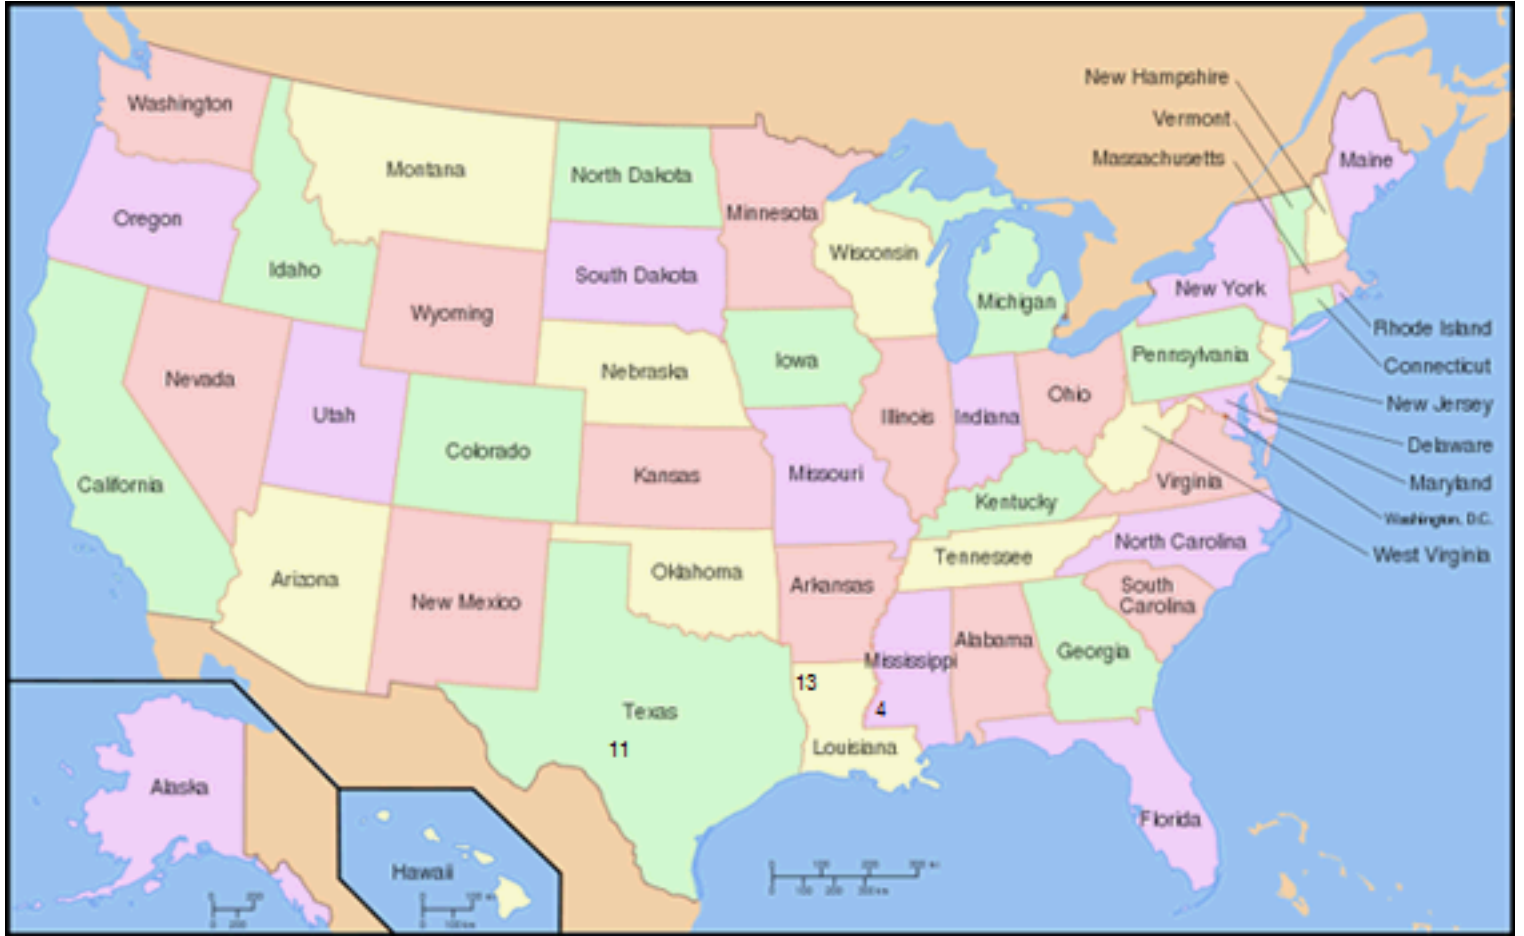 New Hampshire
Vermont
Massachusetts
Washington
Maine
Montana
North Dakota
Minnesota
Oregon
Wisconsin
Idaho
South Dakota
New York
Michigan
Wyoming
Rhode Island
Pennsylvania
Iowa
Connecticut
Nebraska
Nevada
Ohio
New Jersey
Utah
Illinois
Indiana
Delaware
Colorado
Kansas
Missouri
Virginia
Maryland
California
Kentucky
Washington, D.C.
North Carolina
Tennessee
West Virginia
Arizona
Oklahoma
Arkansas
South
Carolina
New Mexico
Alabama
Georgia
Mississippi
13
Texas
4
11
Louisiana
Alaska
Florida
Hawaii